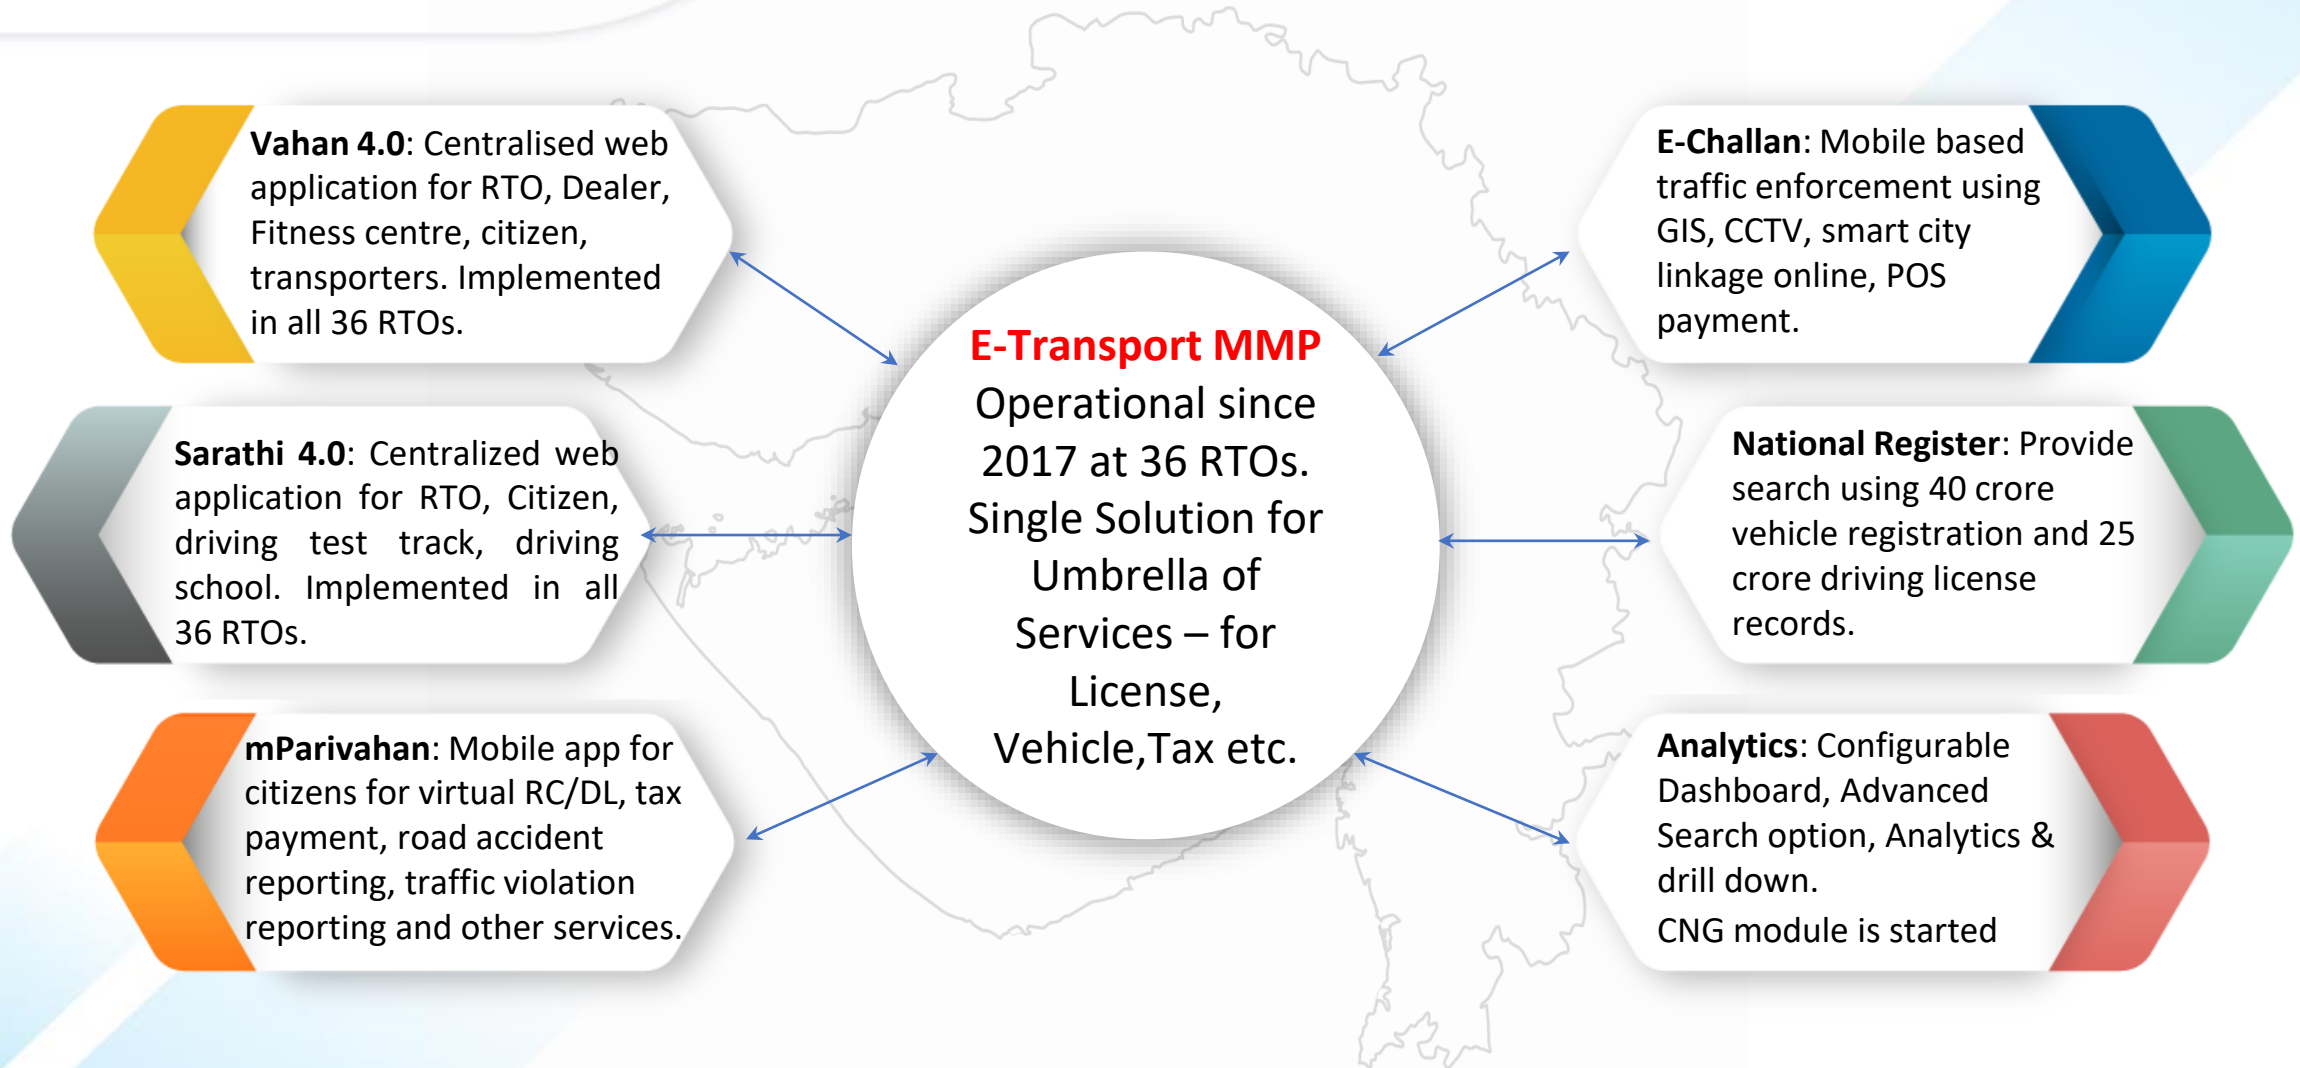 Vahan 4.0: Centralised web
application for RTO, Dealer,
Fitness centre, citizen,
transporters. Implemented
in all 36 RTOs.
Sarathi 4.0: Centralized web
application for RTO, Citizen,
driving test track, driving
school. Implemented in all
36 RTOs.
mParivahan: Mobile app for
citizens for virtual RC/DL, tax
payment, road accident
reporting, traffic violation
reporting and other services.
E-Transport MMP
Operational since
2017 at 36 RTOs.
Single Solution for
Umbrella of
Services – for
License,
Vehicle,Tax etc.
E-Challan: Mobile based
traffic enforcement using
GIS, CCTV, smart city
linkage online, POS
payment.
National Register: Provide
search using 40 crore
vehicle registration and 25
crore driving license
records.
Analytics: Configurable
Dashboard, Advanced
Search option, Analytics &
drill down.
CNG module is started